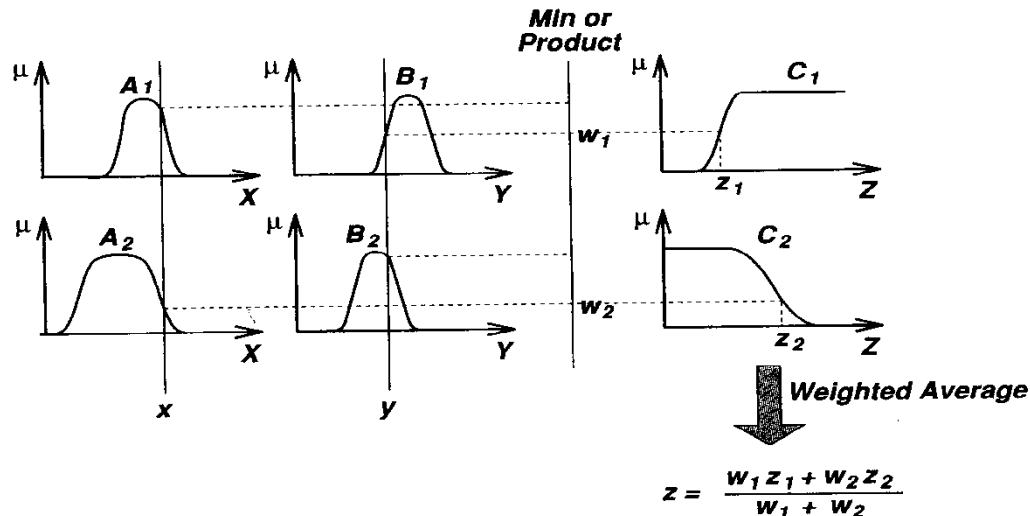 Min or
Product
μ
A₁
X
μ
B₁
Y
w₁
μ
C₁
z₁
Z
μ
A₂
X
μ
B₂
Y
w₂
μ
C₂
z₂
Z
x
y
Weighted Average
z = (w₁ z₁ + w₂ z₂) / (w₁ + w₂)